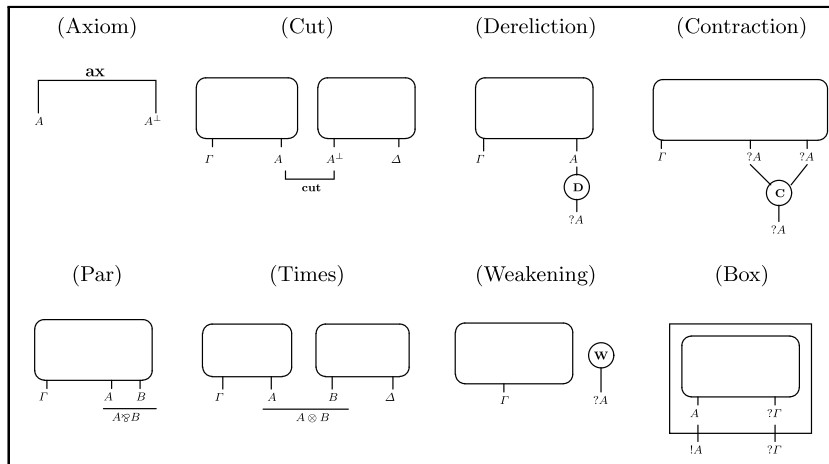 (Axiom) (Cut) (Dereliction) (Contraction)
ax
A A⊥
Γ A A⊥ Δ
cut
Γ A
D
?A
Γ ?A ?A
C
?A
(Par) (Times) (Weakening) (Box)
Γ A B
A⅋B
Γ A B Δ
A ⊗ B
Γ
W
?A
A ?Γ
!A ?Γ